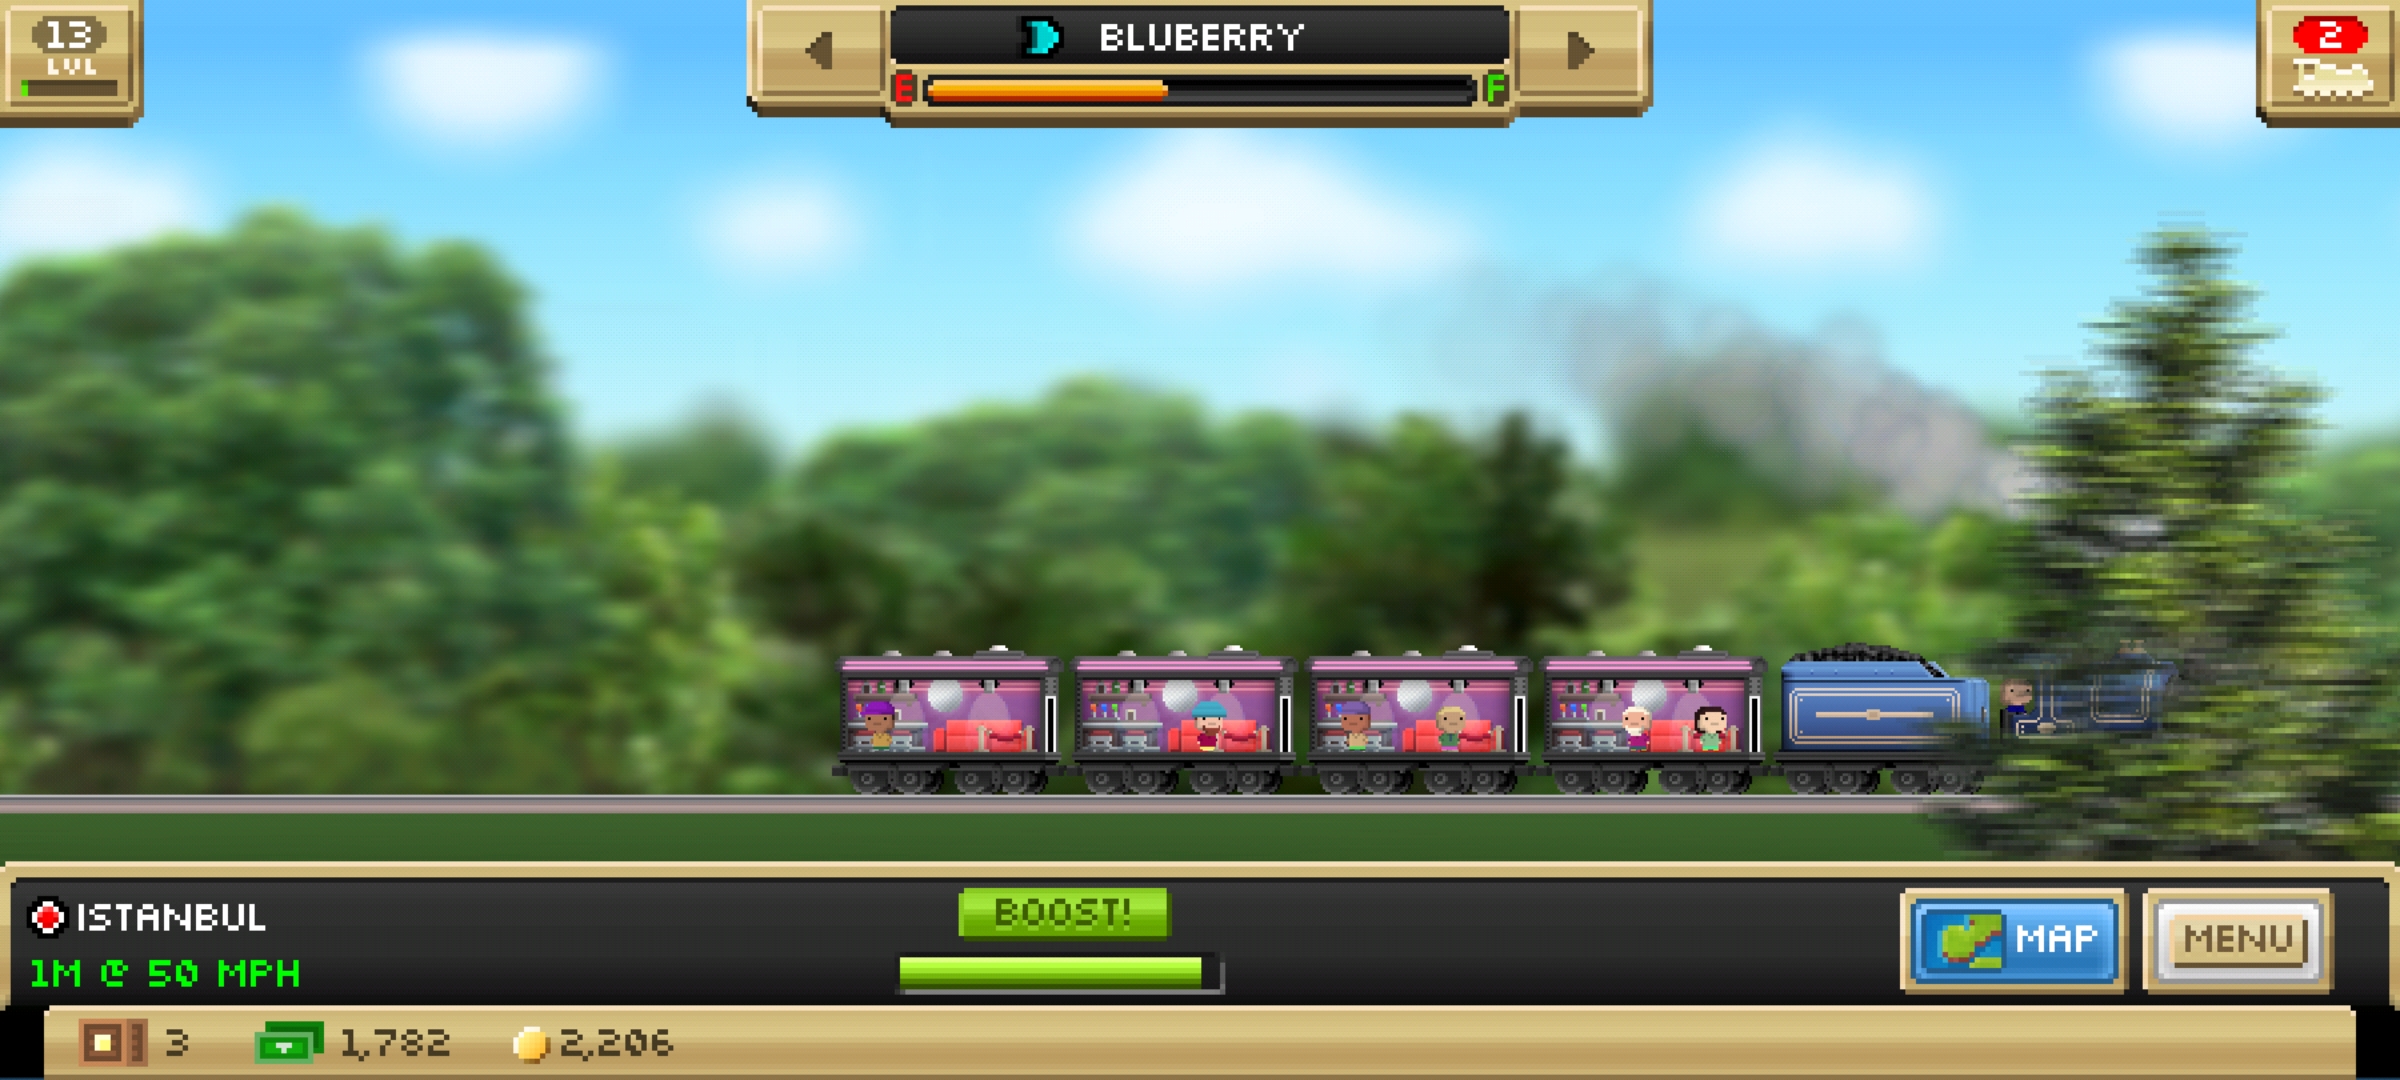 13
LVL
BLUBERRY
E F
2
ISTANBUL
1M @ 50 MPH
BOOST!
MAP
MENU
3 1,782 2,206